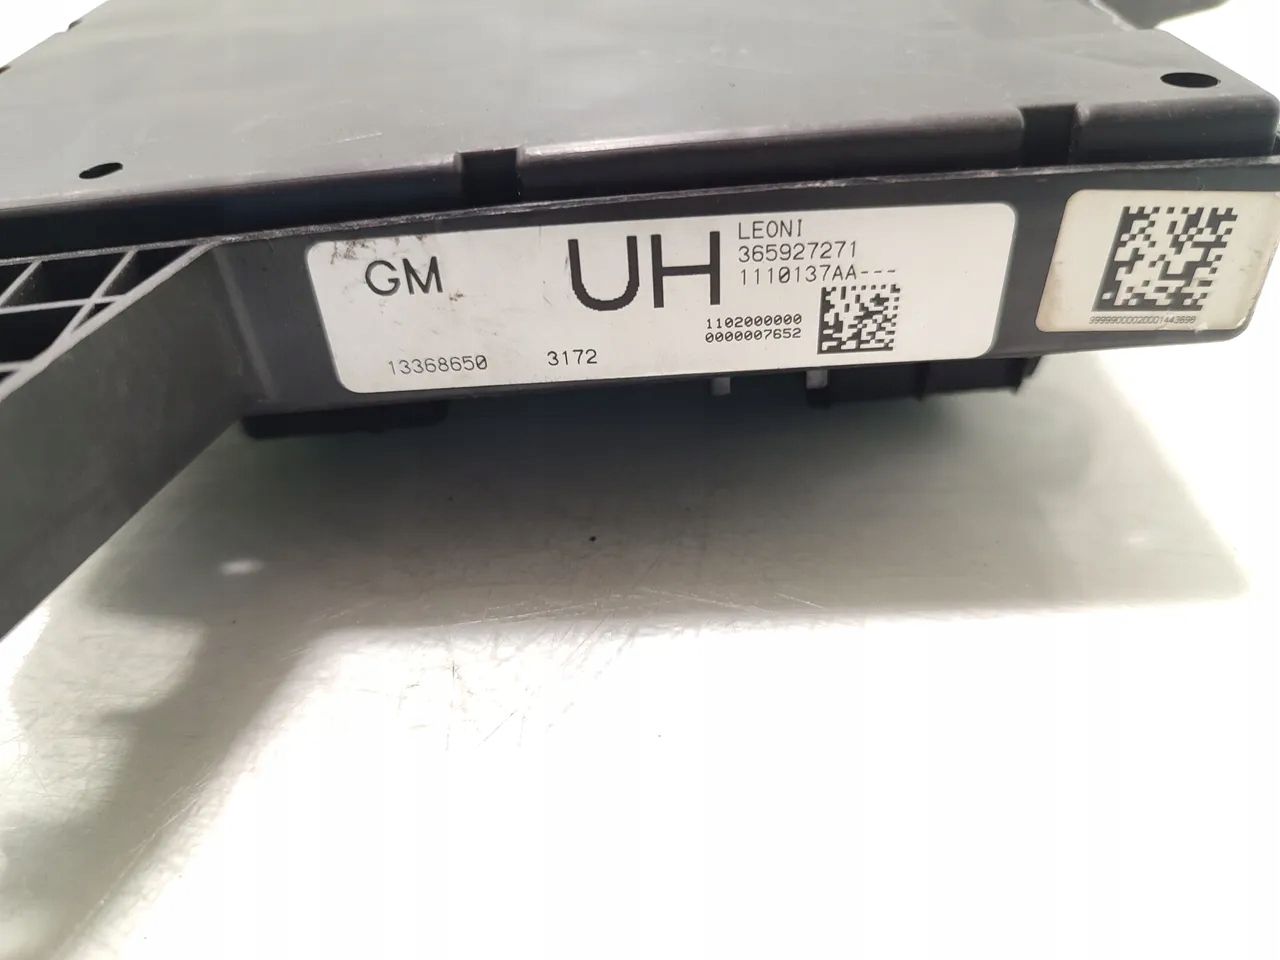 LEONI
GM UH 365927271
1110137AA---
1102000000
0000007652
13368650 3172